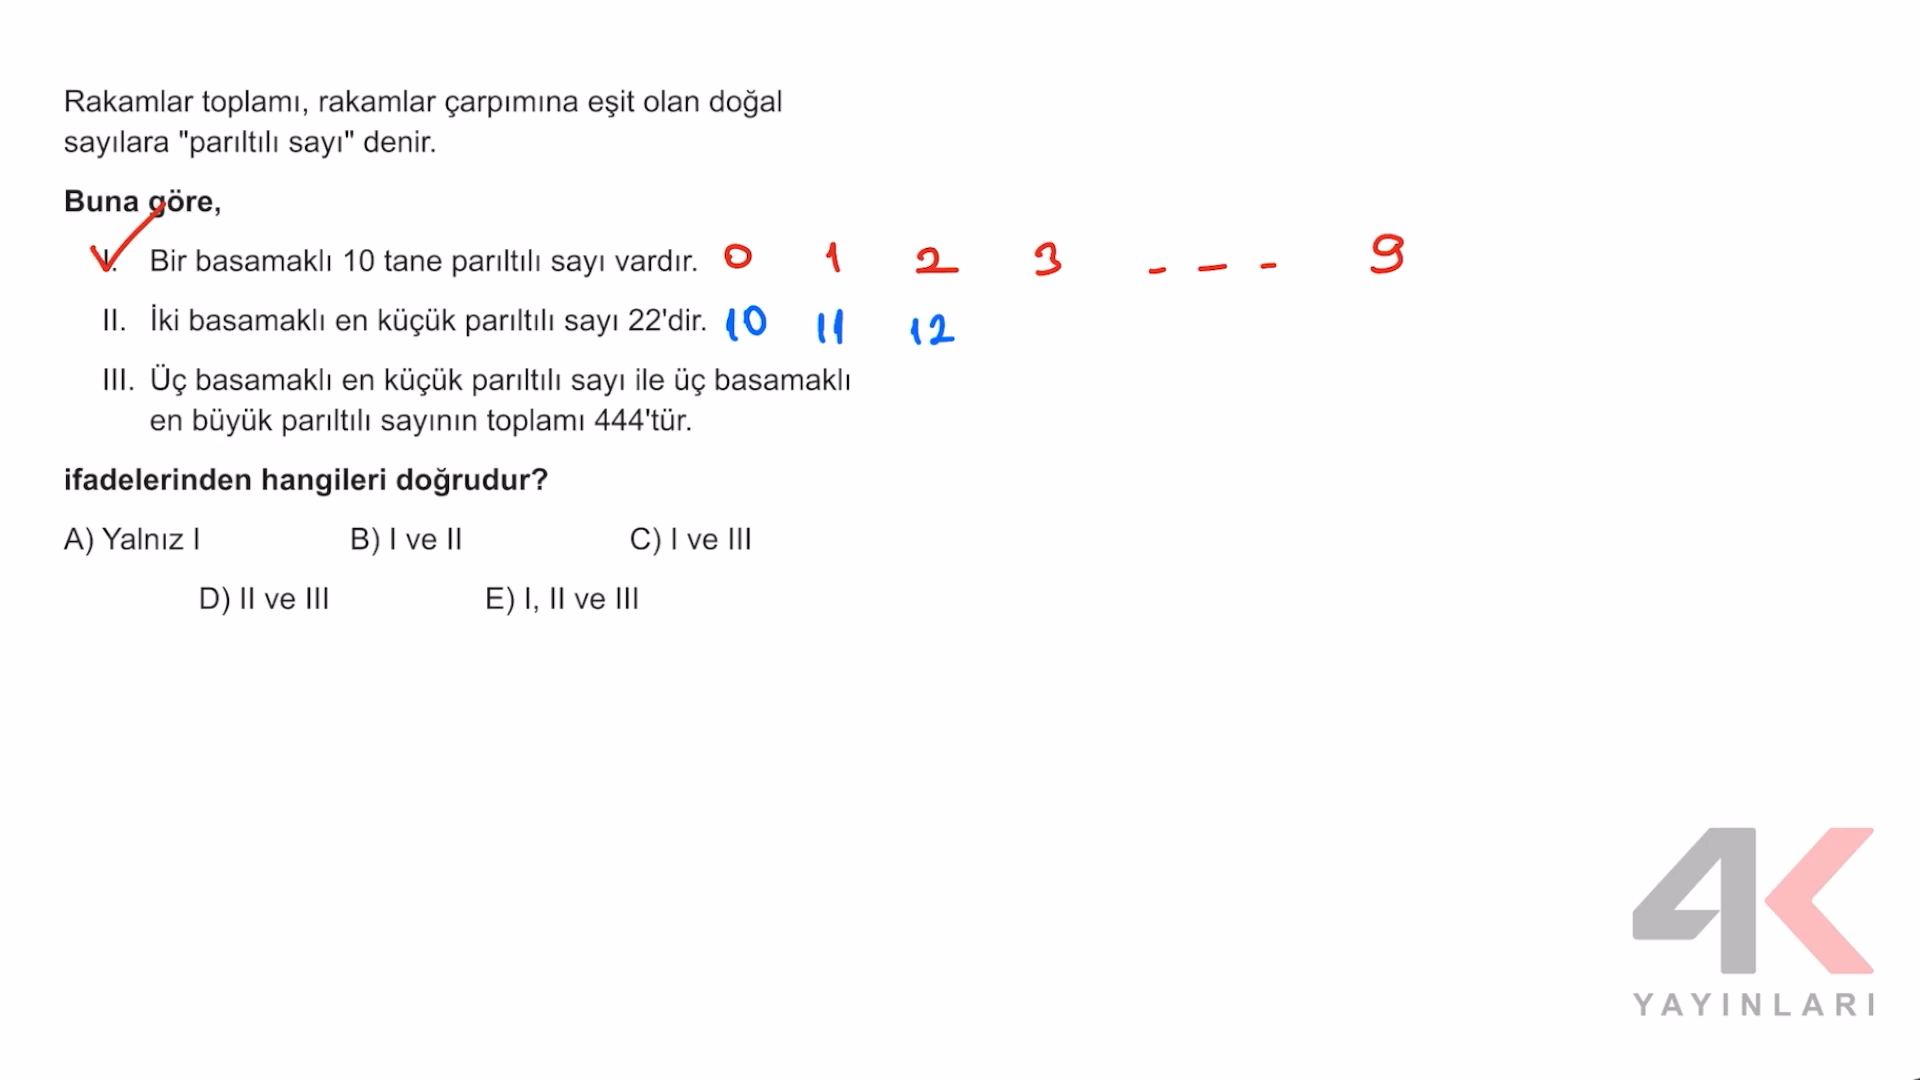 Rakamlar toplamı, rakamlar çarpımına eşit olan doğal
sayılara "parıltılı sayı" denir.
Buna göre,
I. Bir basamaklı 10 tane parıltılı sayı vardır. 0 1 2 3 - - - 9
II. İki basamaklı en küçük parıltılı sayı 22'dir. 10 11 12
III. Üç basamaklı en küçük parıltılı sayı ile üç basamaklı
en büyük parıltılı sayının toplamı 444'tür.
ifadelerinden hangileri doğrudur?
A) Yalnız I B) I ve II C) I ve III
D) II ve III E) I, II ve III
4K
YAYINLARI